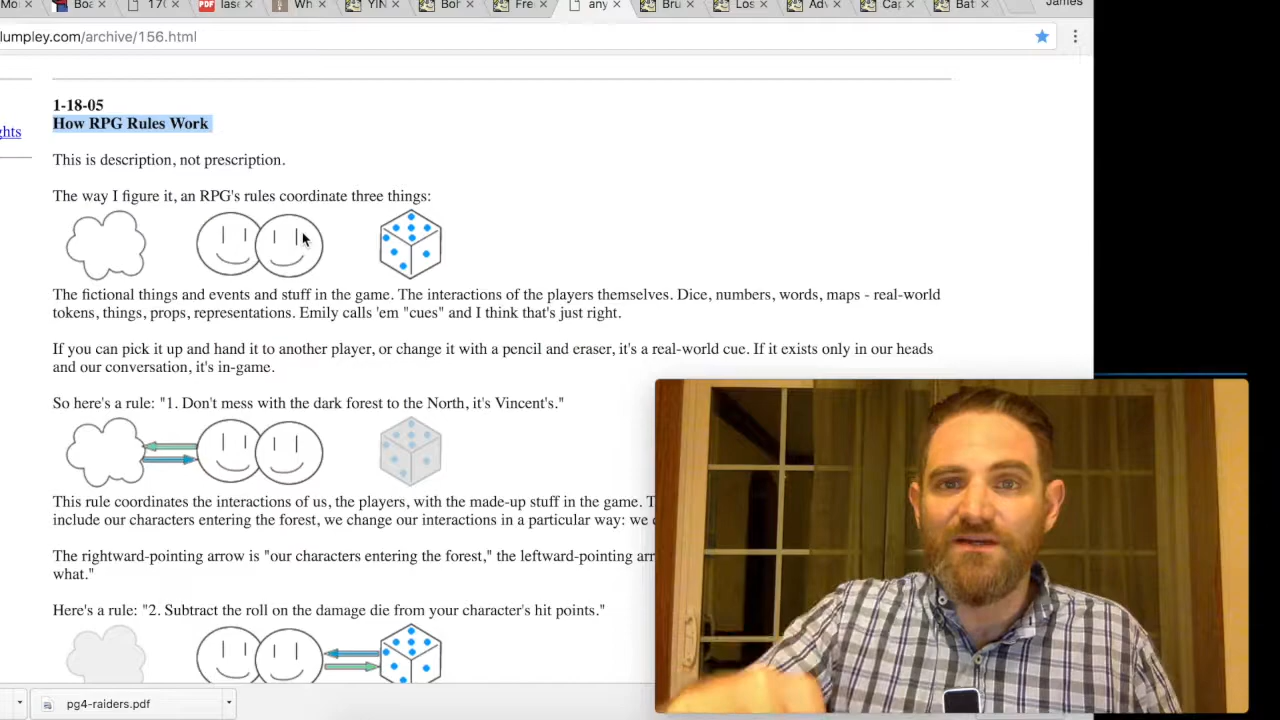 James
lumpley.com/archive/156.html
1-18-05
How RPG Rules Work
ghts
This is description, not prescription.
The way I figure it, an RPG's rules coordinate three things:
The fictional things and events and stuff in the game. The interactions of the players themselves. Dice, numbers, words, maps - real-world
tokens, things, props, representations. Emily calls 'em "cues" and I think that's just right.
If you can pick it up and hand it to another player, or change it with a pencil and eraser, it's a real-world cue. If it exists only in our heads
and our conversation, it's in-game.
So here's a rule: "1. Don't mess with the dark forest to the North, it's Vincent's."
This rule coordinates the interactions of us, the players, with the made-up stuff in the game.
include our characters entering the forest, we change our interactions in a particular way: we
The rightward-pointing arrow is "our characters entering the forest," the leftward-pointing
what."
Here's a rule: "2. Subtract the roll on the damage die from your character's hit points."
pg4-raiders.pdf